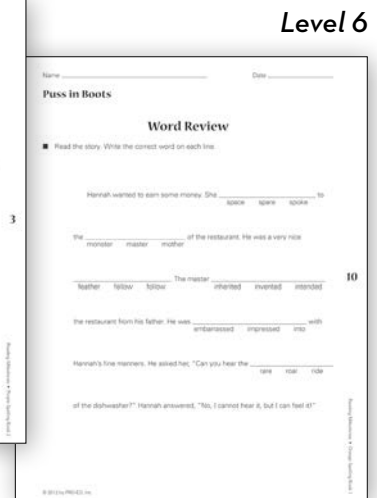 Level 6
Name Date
Puss in Boots
Word Review
Read the story. Write the correct word on each line.
Hannah wanted to earn some money. She to
space spare spoke
the of the restaurant. He was a very nice
monster master mother
3
. The master 10
feather fellow follow inherited invented intended
the restaurant from his father. He was with
embarrassed impressed into
Hannah's fine manners. He asked her, "Can you hear the
rare roar ride
of the dishwasher?" Hannah answered, "No, I cannot hear it, but I can feel it!"